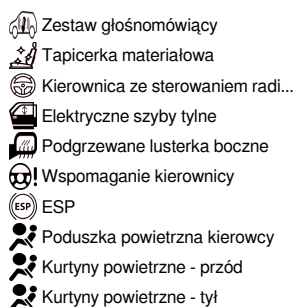 Zestaw głośnomówiący
Tapicerka materiałowa
Kierownica ze sterowaniem radi...
Elektryczne szyby tylne
Podgrzewane lusterka boczne
Wspomaganie kierownicy
ESP ESP
Poduszka powietrzna kierowcy
Kurtyny powietrzne - przód
Kurtyny powietrzne - tył